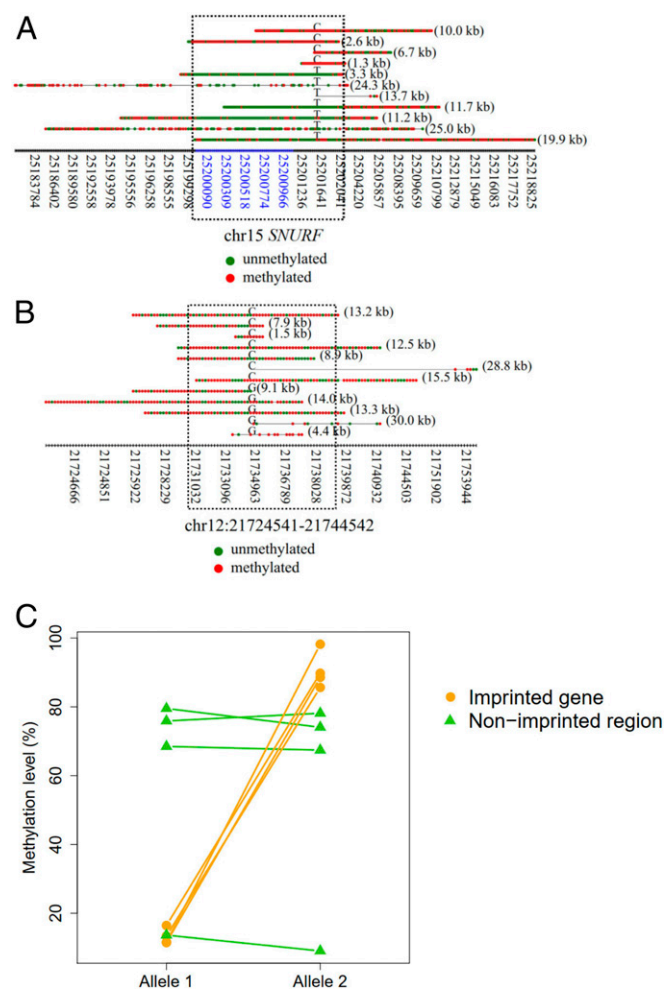 A
C (10.0 kb)
C (2.6 kb)
C (6.7 kb)
C (1.3 kb)
T (3.3 kb)
T (24.3 kb)
T (13.7 kb)
T (11.7 kb)
T (11.2 kb)
T (25.0 kb)
T (19.9 kb)
25183784 25186402 25189580 25192558 25193978 25195556 25196258 25198555 25199298 25200090 25200309 25200518 25200774 25200966 25201236 25201641 25202041 25204220 25205857 25208395 25209659 25210799 25212879 25215049 25216083 25217752 25218825
chr15 SNURF
unmethylated
methylated
B
C (13.2 kb)
C (7.9 kb)
C (1.5 kb)
C (12.5 kb)
C (8.9 kb)
C (28.8 kb)
C (15.5 kb)
G (9.1 kb)
G (14.0 kb)
G (13.3 kb)
G (30.0 kb)
G (4.4 kb)
21724666 21724851 21725922 21728229 21731032 21733096 21734963 21736789 21738028 21739872 21740932 21744503 21751902 21753944
chr12:21724541-21744542
unmethylated
methylated
C
Methylation level (%)
100
80
60
40
20
Allele 1 Allele 2
Imprinted gene
Non-imprinted region